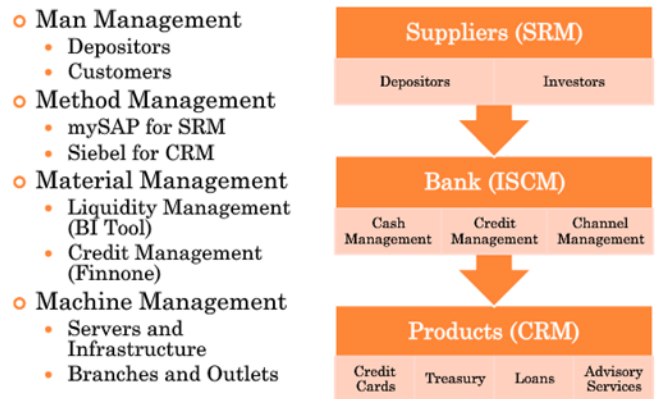 Man Management
Depositors
Customers
Method Management
mySAP for SRM
Siebel for CRM
Material Management
Liquidity Management
(BI Tool)
Credit Management
(Finnone)
Machine Management
Servers and
Infrastructure
Branches and Outlets
Suppliers (SRM)
Depositors
Investors
Bank (ISCM)
Cash
Management
Credit
Management
Channel
Management
Products (CRM)
Credit
Cards
Treasury
Loans
Advisory
Services